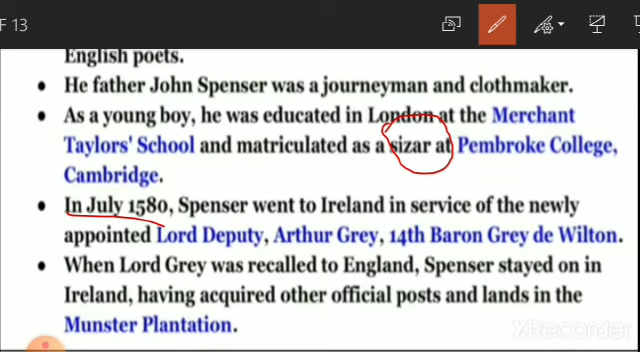 F 13
English poets.
• He father John Spenser was a journeyman and clothmaker.
• As a young boy, he was educated in London at the Merchant
Taylors' School and matriculated as a sizar at Pembroke College,
Cambridge.
• In July 1580, Spenser went to Ireland in service of the newly
appointed Lord Deputy, Arthur Grey, 14th Baron Grey de Wilton.
• When Lord Grey was recalled to England, Spenser stayed on in
Ireland, having acquired other official posts and lands in the
Munster Plantation.
XRecorder